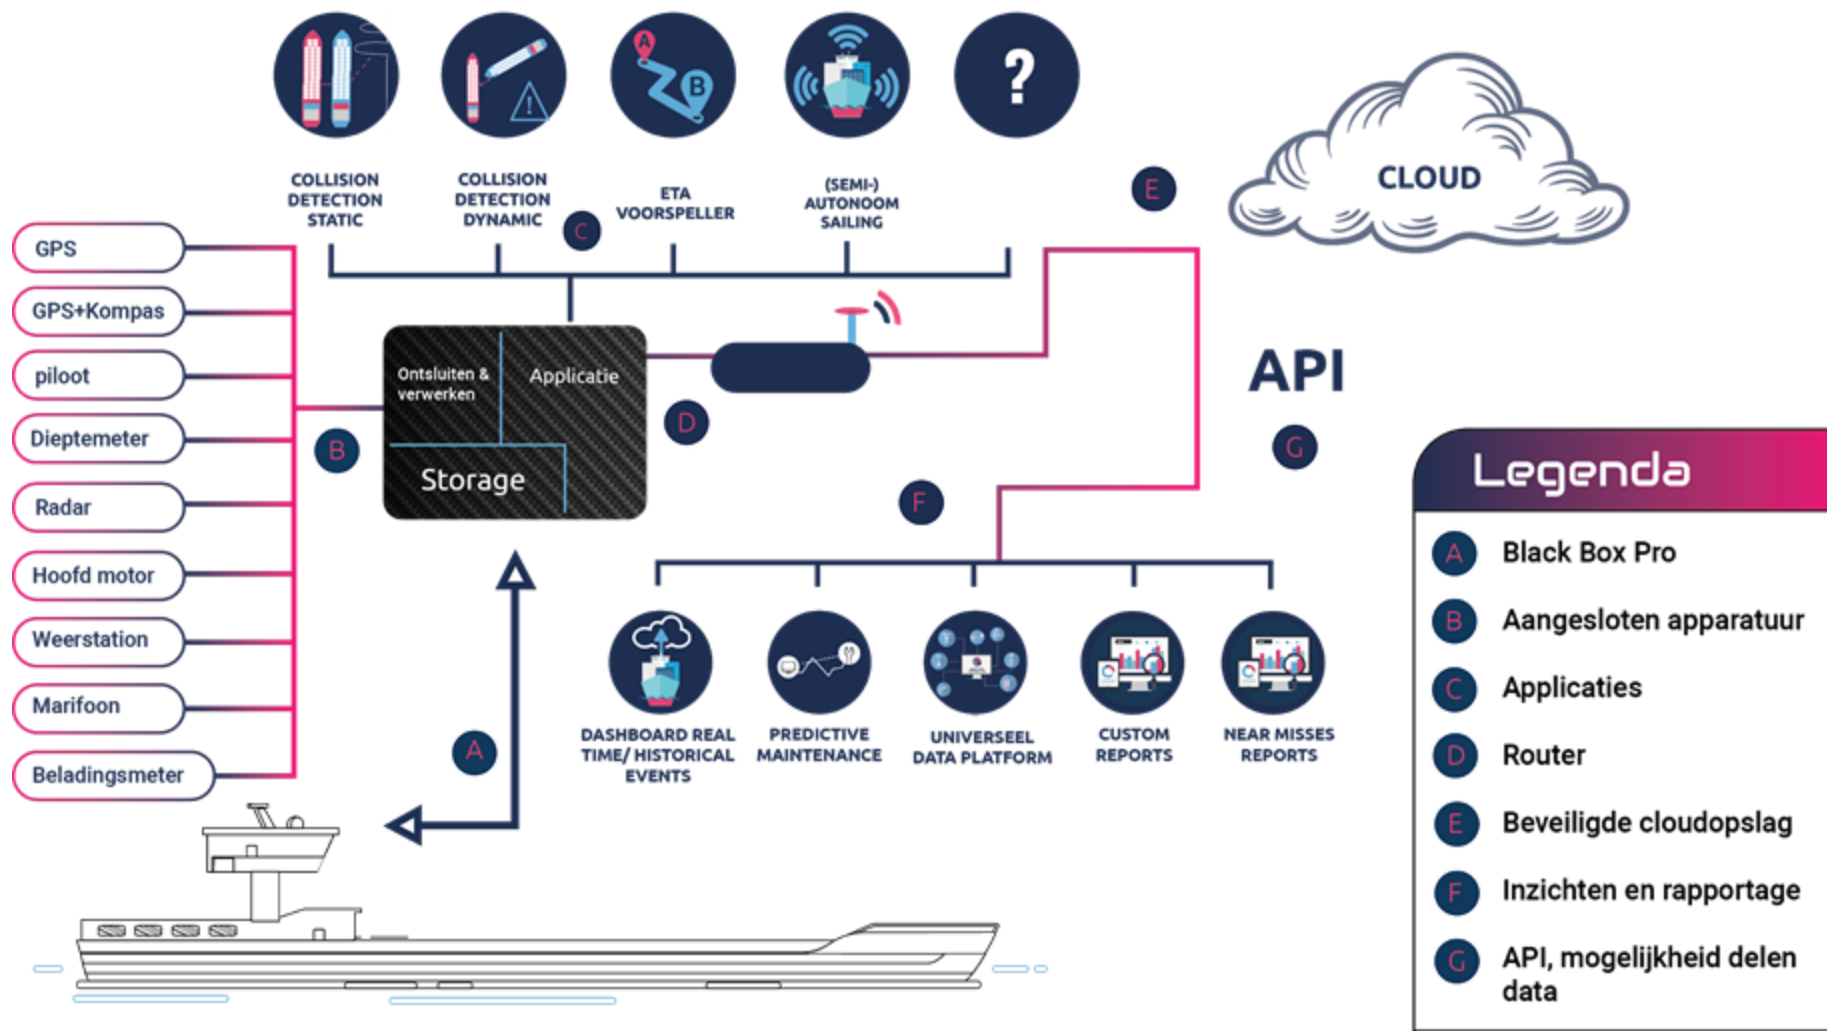 A
B
?
COLLISION
DETECTION
STATIC
COLLISION
DETECTION
DYNAMIC
C
ETA
VOORSPELLER
(SEMI-)
AUTONOOM
SAILING
E
CLOUD
GPS
GPS+Kompas
piloot
Dieptemeter
Radar
Hoofd motor
Weerstation
Marifoon
Beladingsmeter
B
Ontsluiten &
verwerken
Applicatie
Storage
D
API
G
F
A
DASHBOARD REAL
TIME/ HISTORICAL
EVENTS
PREDICTIVE
MAINTENANCE
UNIVERSEEL
DATA PLATFORM
CUSTOM
REPORTS
NEAR MISSES
REPORTS
Legenda
A Black Box Pro
B Aangesloten apparatuur
C Applicaties
D Router
E Beveiligde cloudopslag
F Inzichten en rapportage
G API, mogelijkheid delen
data